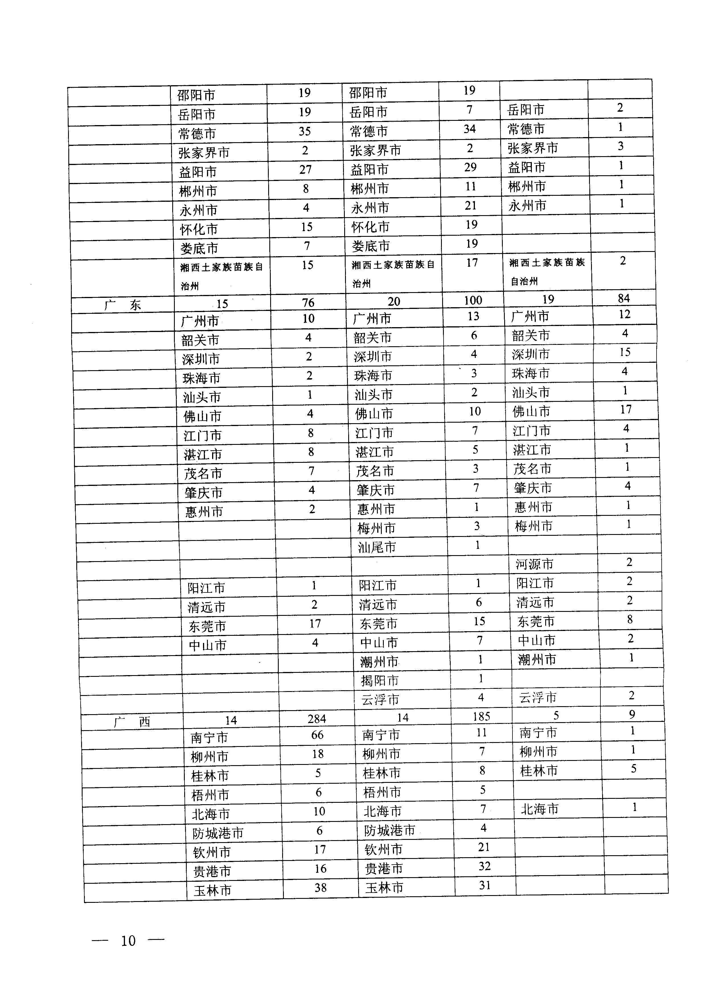 邵阳市 19 邵阳市 19
岳阳市 19 岳阳市 7 岳阳市 2
常德市 35 常德市 34 常德市 1
张家界市 2 张家界市 2 张家界市 3
益阳市 27 益阳市 29 益阳市 1
郴州市 8 郴州市 11 郴州市 1
永州市 4 永州市 21 永州市 1
怀化市 15 怀化市 19
娄底市 7 娄底市 19
湘西土家族苗族自 15 湘西土家族苗族自 17 湘西土家族苗族 2
治州 治州 自治州
广 东 15 76 20 100 19 84
广州市 10 广州市 13 广州市 12
韶关市 4 韶关市 6 韶关市 4
深圳市 2 深圳市 4 深圳市 15
珠海市 2 珠海市 3 珠海市 4
汕头市 1 汕头市 2 汕头市 1
佛山市 4 佛山市 10 佛山市 17
江门市 8 江门市 7 江门市 4
湛江市 8 湛江市 5 湛江市 1
茂名市 7 茂名市 3 茂名市 1
肇庆市 4 肇庆市 7 肇庆市 4
惠州市 2 惠州市 1 惠州市 1
梅州市 3 梅州市 1
汕尾市 1
河源市 2
阳江市 1 阳江市 1 阳江市 2
清远市 2 清远市 6 清远市 2
东莞市 17 东莞市 15 东莞市 8
中山市 4 中山市 7 中山市 2
潮州市 1 潮州市 1
揭阳市 1
云浮市 4 云浮市 2
广 西 14 284 14 185 5 9
南宁市 66 南宁市 11 南宁市 1
柳州市 18 柳州市 7 柳州市 1
桂林市 5 桂林市 8 桂林市 5
梧州市 6 梧州市 5
北海市 10 北海市 7 北海市 1
防城港市 6 防城港市 4
钦州市 17 钦州市 21
贵港市 16 贵港市 32
玉林市 38 玉林市 31
— 10 —